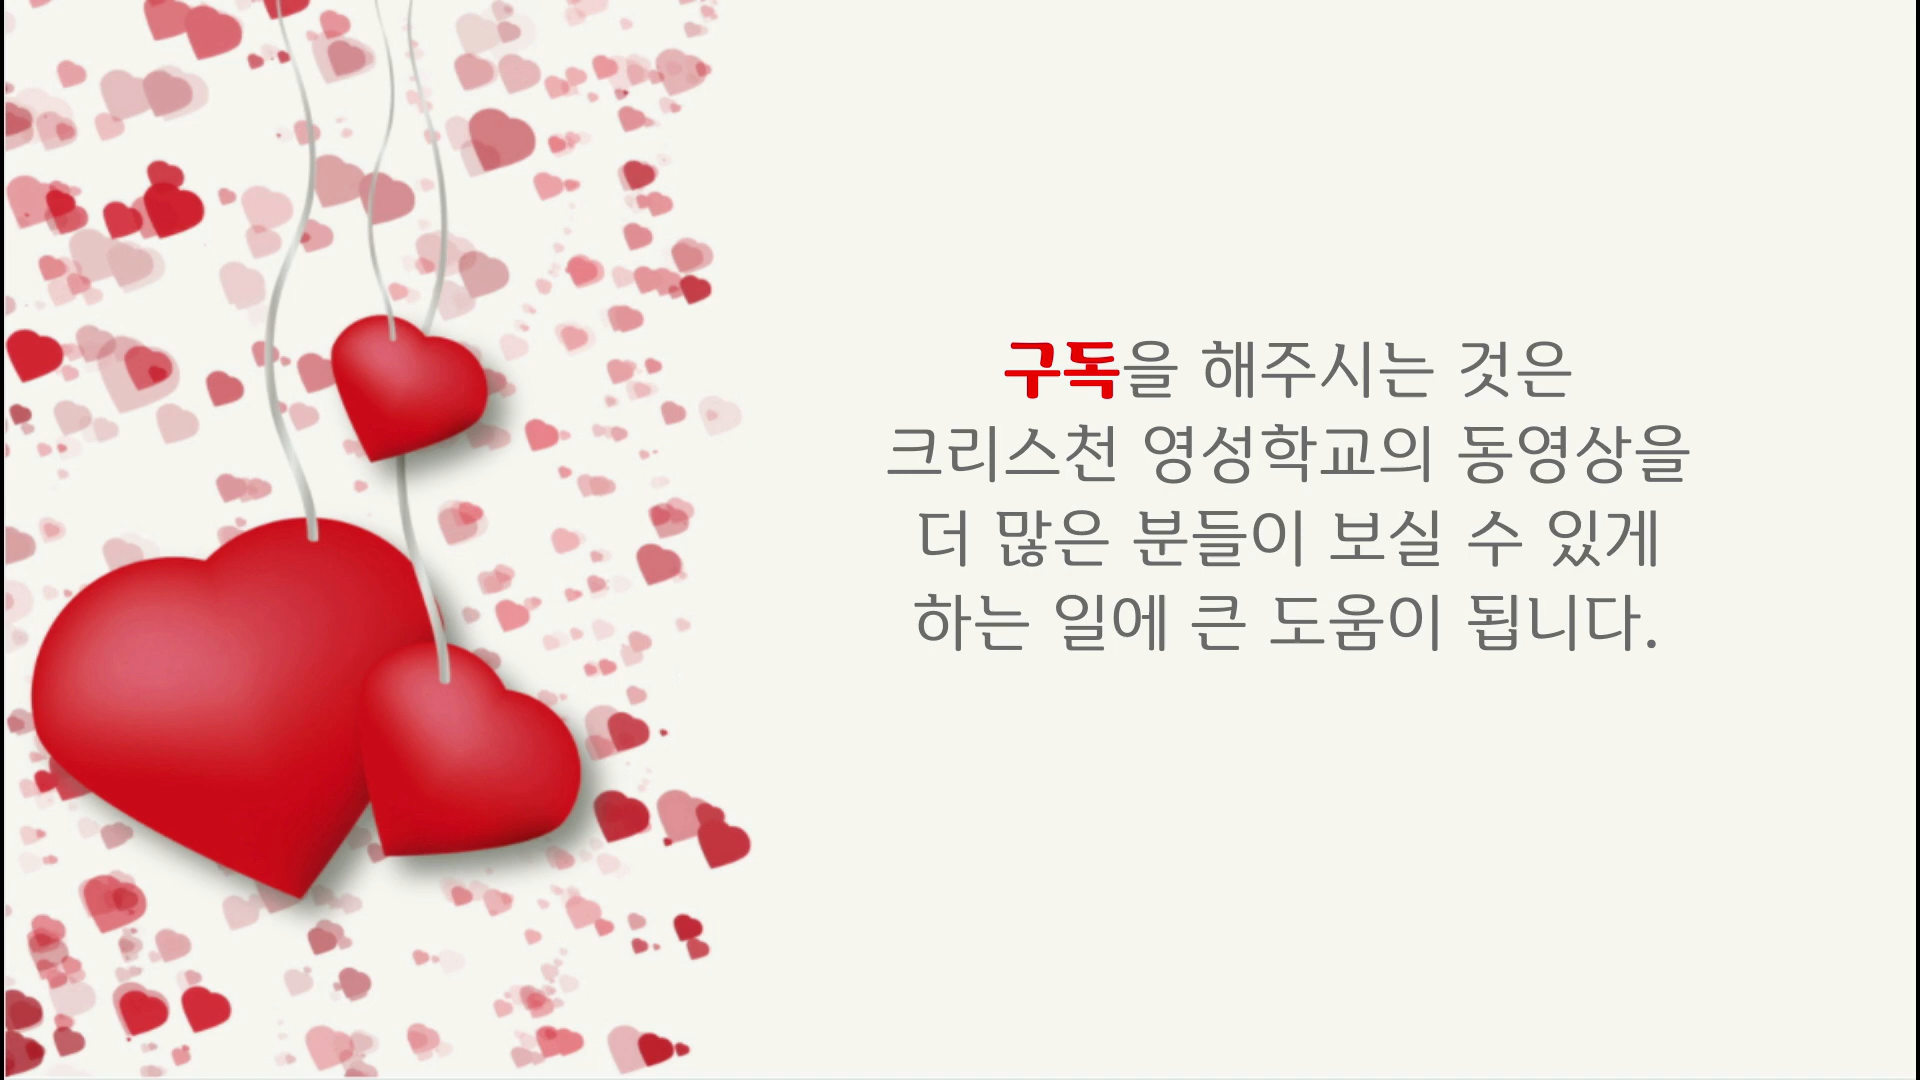 구독을 해주시는 것은
크리스천 영성학교의 동영상을
더 많은 분들이 보실 수 있게
하는 일에 큰 도움이 됩니다.